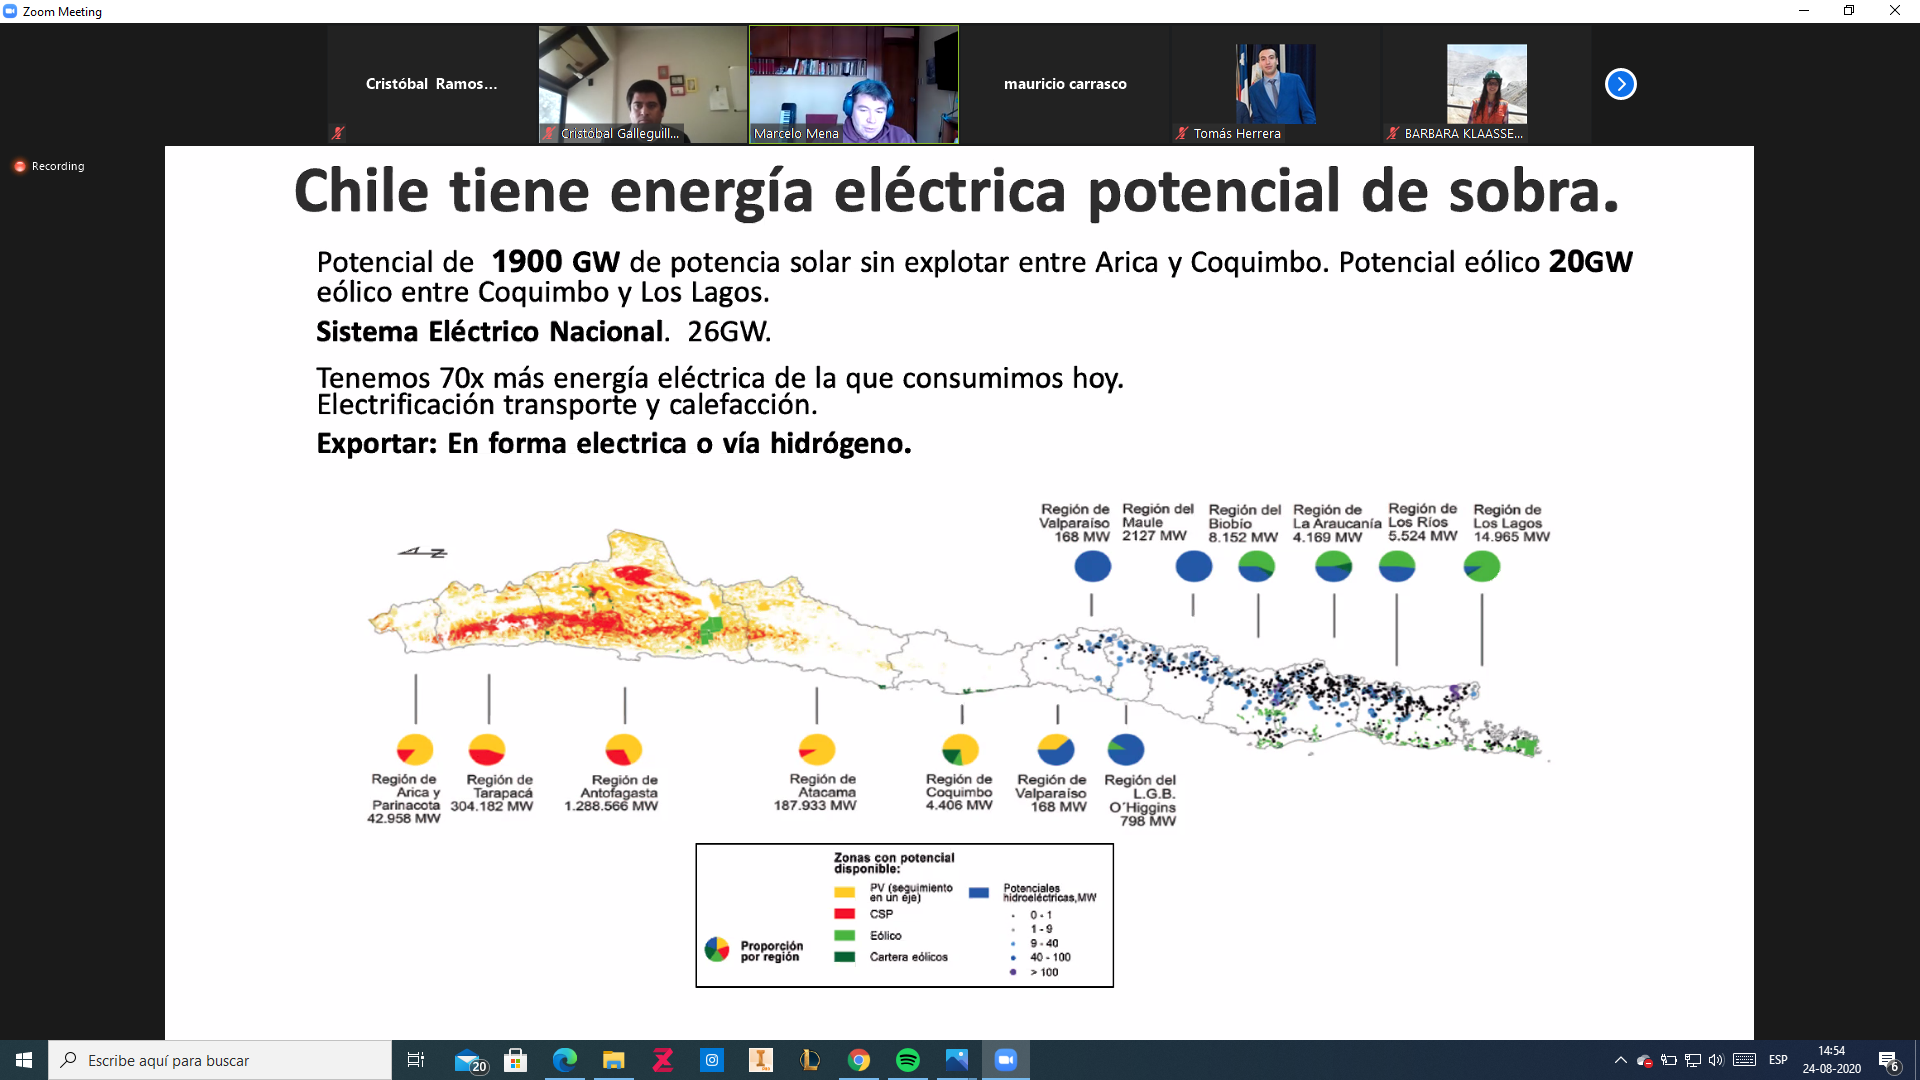 Zoom Meeting
Cristóbal Ramos...
Cristóbal Galleguill...
Marcelo Mena
mauricio carrasco
Tomás Herrera
BARBARA KLAASSE...
Recording
Chile tiene energía eléctrica potencial de sobra.
Potencial de 1900 GW de potencia solar sin explotar entre Arica y Coquimbo. Potencial eólico 20GW
eólico entre Coquimbo y Los Lagos.
Sistema Eléctrico Nacional. 26GW.
Tenemos 70x más energía eléctrica de la que consumimos hoy.
Electrificación transporte y calefacción.
Exportar: En forma electrica o vía hidrógeno.
Región de
Valparaíso
168 MW
Región del
Maule
2127 MW
Región del
Biobío
8.152 MW
Región de
La Araucanía
4.169 MW
Región de
Los Ríos
5.524 MW
Región de
Los Lagos
14.965 MW
Z
Región de
Arica y
Parinacota
42.958 MW
Región de
Tarapacá
304.182 MW
Región de
Antofagasta
1.288.566 MW
Región de
Atacama
187.933 MW
Región de
Coquimbo
4.406 MW
Región de
Valparaíso
168 MW
Región del
L.G.B.
O´Higgins
798 MW
Proporción
por región
Zonas con potencial
disponible:
PV (seguimiento
en un eje)
CSP
Eólico
Cartera eólicos
Potenciales
hidroeléctricas,MW
0 - 1
1 - 9
9 - 40
40 - 100
> 100
Escribe aquí para buscar
20
ESP
14:54
24-08-2020
6